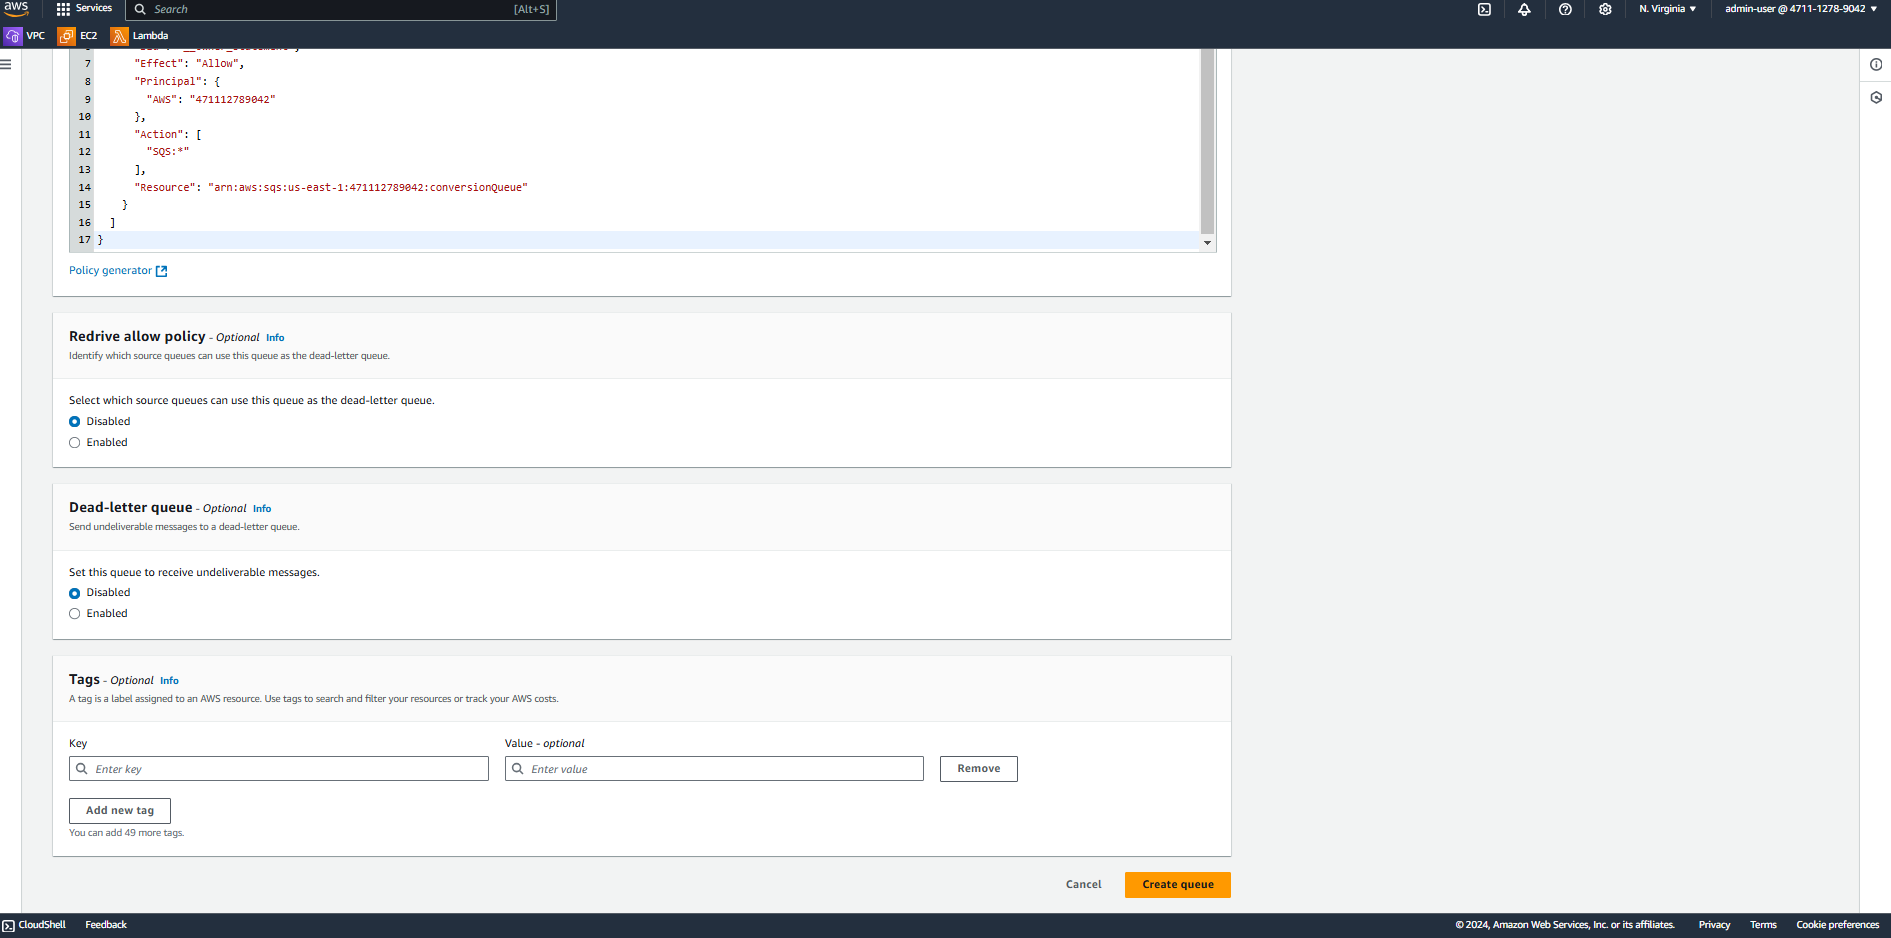 aws
Services
Search [Alt+S]
N. Virginia ▼
admin-user @ 4711-1278-9042 ▼
VPC
EC2
Lambda
7 "Effect": "Allow",
8 "Principal": {
9 "AWS": "471112789042"
10 },
11 "Action": [
12 "SQS:*"
13 ],
14 "Resource": "arn:aws:sqs:us-east-1:471112789042:conversionQueue"
15 }
16 ]
17 }
Policy generator
Redrive allow policy - Optional Info
Identify which source queues can use this queue as the dead-letter queue.
Select which source queues can use this queue as the dead-letter queue.
Disabled
Enabled
Dead-letter queue - Optional Info
Send undeliverable messages to a dead-letter queue.
Set this queue to receive undeliverable messages.
Disabled
Enabled
Tags - Optional Info
A tag is a label assigned to an AWS resource. Use tags to search and filter your resources or track your AWS costs.
Key
Value - optional
Enter key
Enter value
Remove
Add new tag
You can add 49 more tags.
Cancel
Create queue
CloudShell
Feedback
© 2024, Amazon Web Services, Inc. or its affiliates.
Privacy
Terms
Cookie preferences